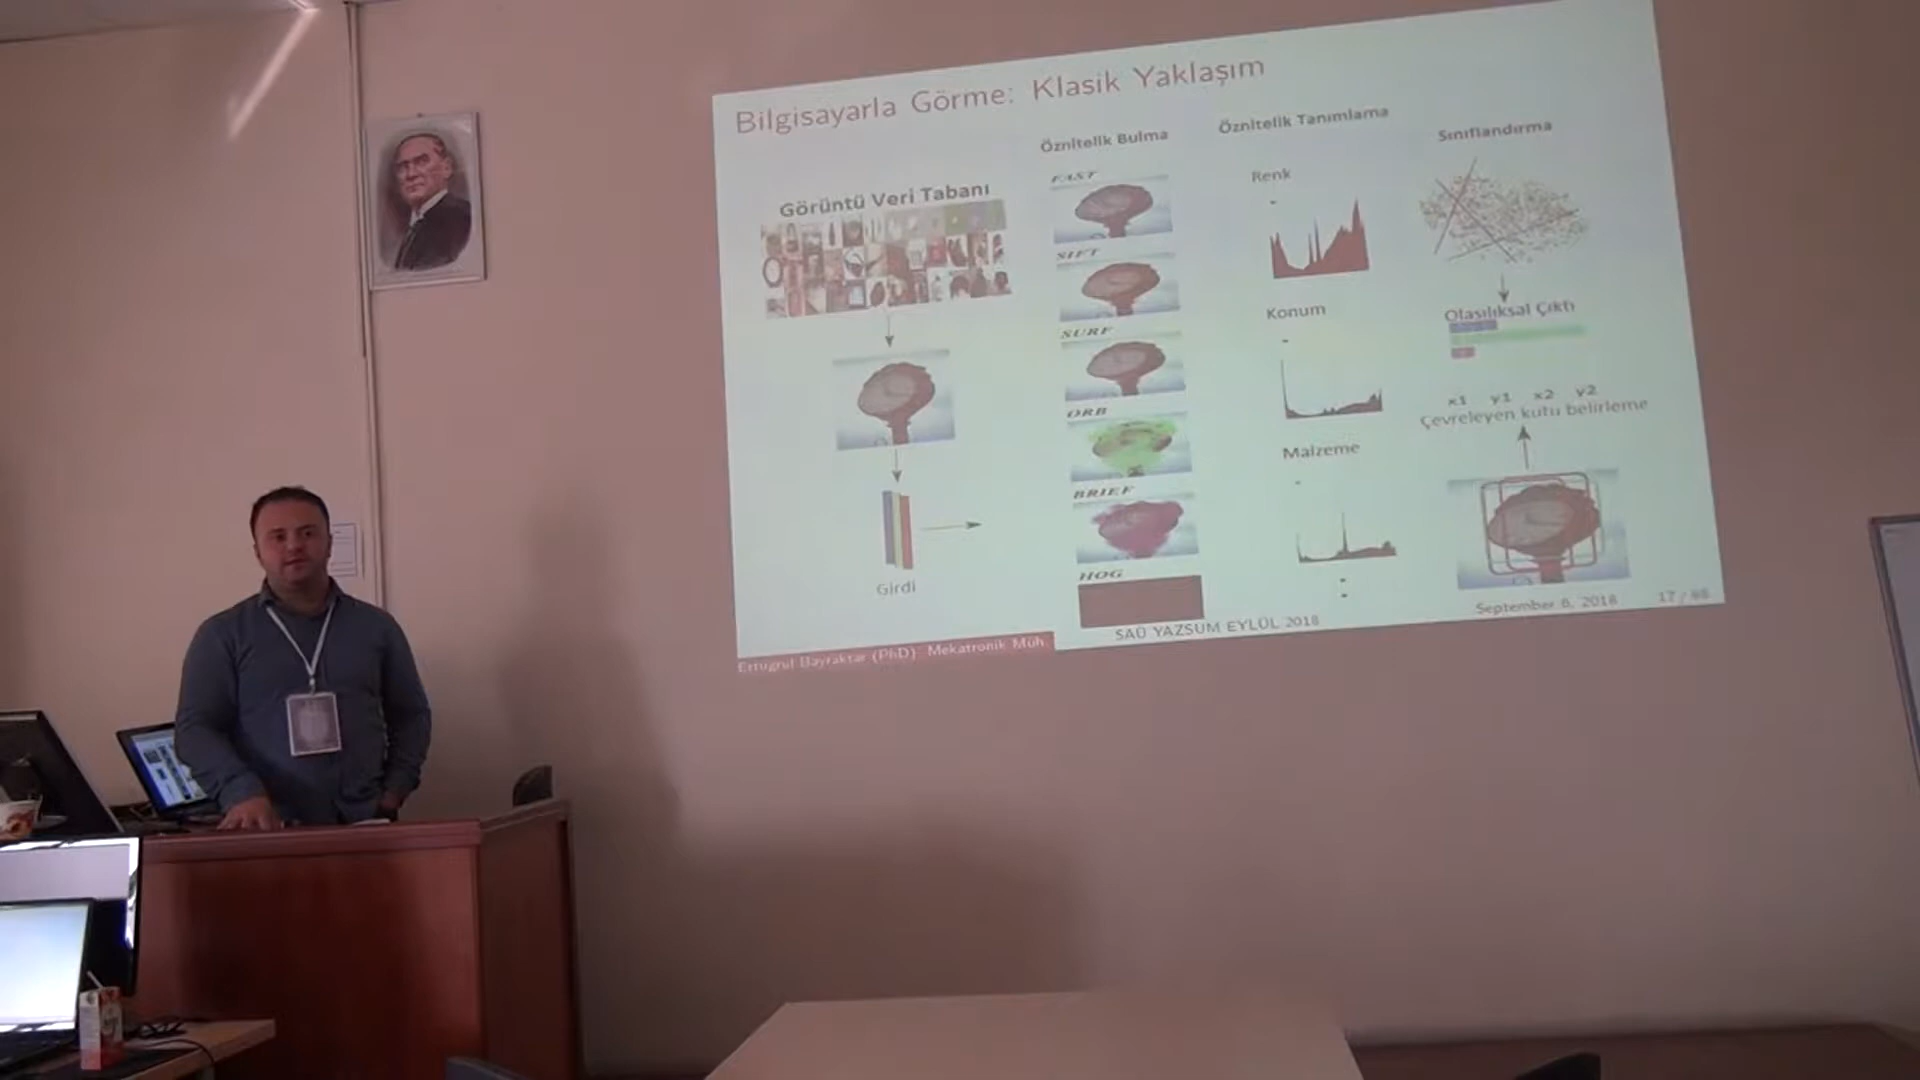 Bilgisayarla Görme: Klasik Yaklaşım
Görüntü Veri Tabanı
Girdi
Öznitelik Bulma
FAST
SIFT
SURF
ORB
BRIEF
HOG
Öznitelik Tanımlama
Renk
Konum
Malzeme
Sınıflandırma
Olasılıksal Çıktı
x1 y1 x2 y2
Çevreleyen kutu belirleme
Ertuğrul Bayraktar (PhD) Mekatronik Müh
SAÜ YAZSUM EYLÜL 2018
September 6, 2018
17 /